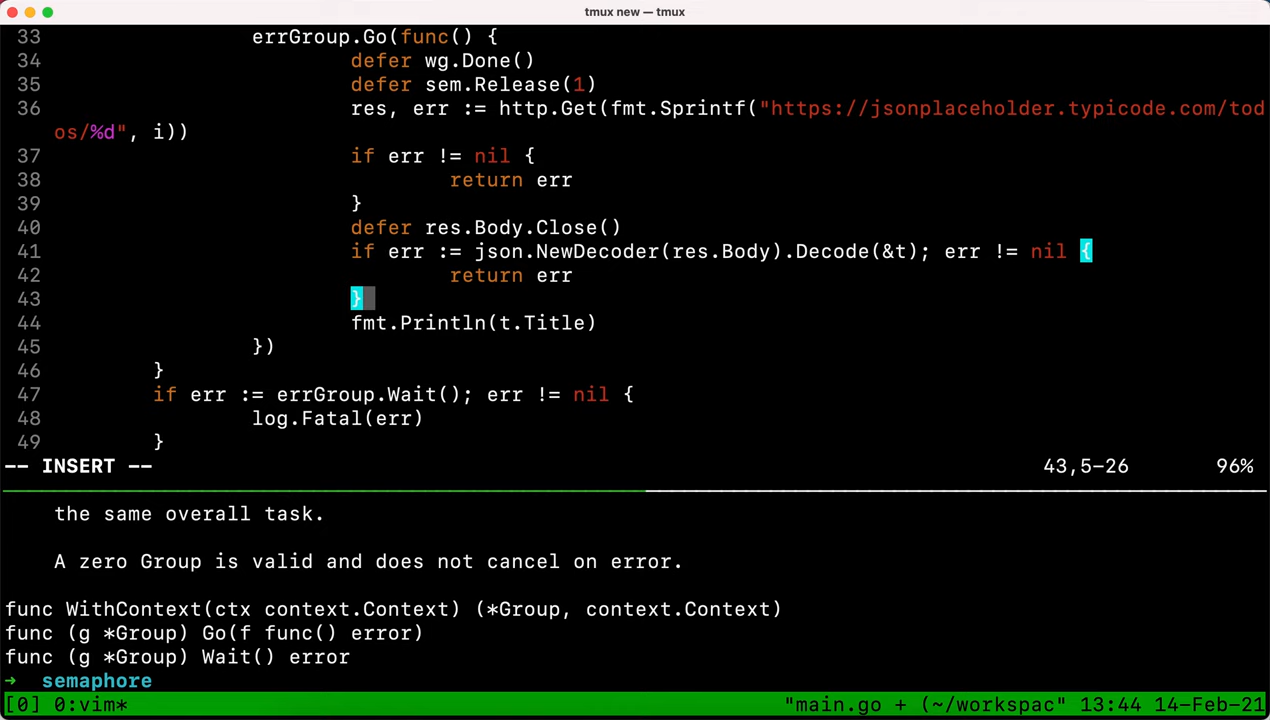 tmux new — tmux
33                  errGroup.Go(func() {
34                          defer wg.Done()
35                          defer sem.Release(1)
36                          res, err := http.Get(fmt.Sprintf("https://jsonplaceholder.typicode.com/tod
    os/%d", i))
37                          if err != nil {
38                                  return err
39                          }
40                          defer res.Body.Close()
41                          if err := json.NewDecoder(res.Body).Decode(&t); err != nil {
42                                  return err
43                          }
44                          fmt.Println(t.Title)
45                  })
46          }
47          if err := errGroup.Wait(); err != nil {
48                  log.Fatal(err)
49          }
-- INSERT --                                                                        43,5-26       96%
    the same overall task.
    A zero Group is valid and does not cancel on error.
func WithContext(ctx context.Context) (*Group, context.Context)
func (g *Group) Go(f func() error)
func (g *Group) Wait() error
→  semaphore
[0] 0:vim*                                                     "main.go + (~/workspac" 13:44 14-Feb-21